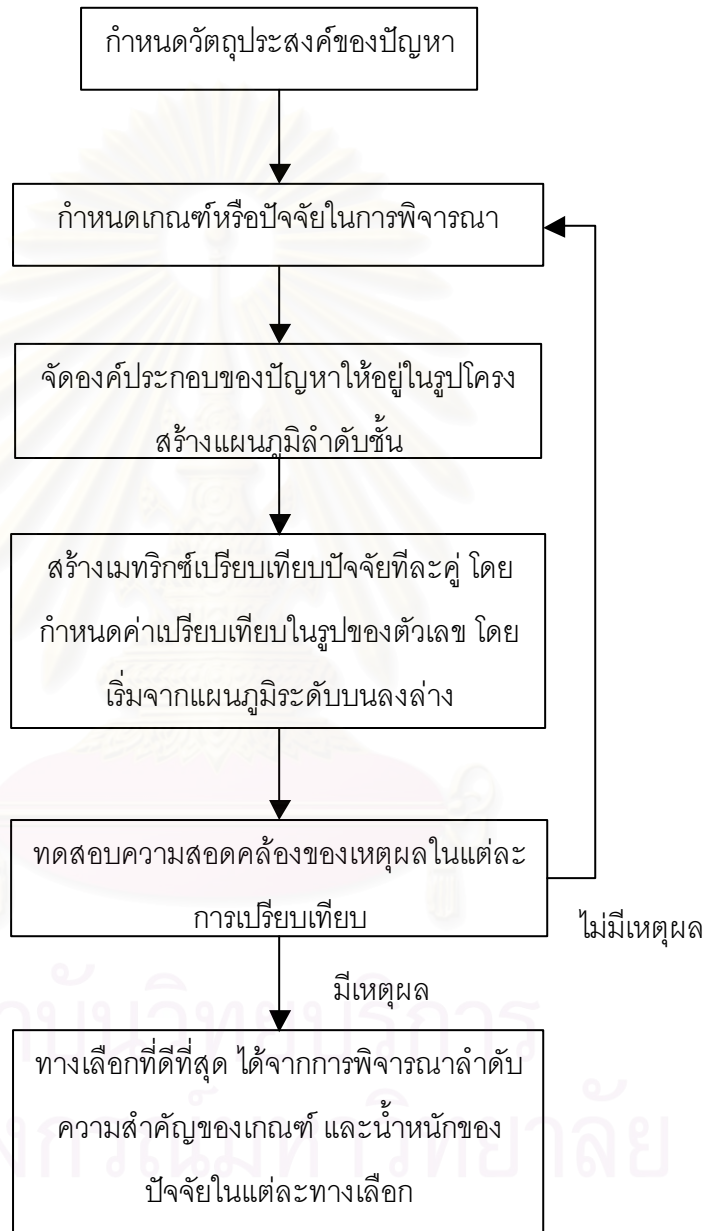 กำหนดวัตถุประสงค์ของปัญหา
กำหนดเกณฑ์หรือปัจจัยในการพิจารณา
จัดองค์ประกอบของปัญหาให้อยู่ในรูปโครง
สร้างแผนภูมิลำดับชั้น
สร้างเมทริกซ์เปรียบเทียบปัจจัยทีละคู่ โดย
กำหนดค่าเปรียบเทียบในรูปของตัวเลข โดย
เริ่มจากแผนภูมิระดับบนลงล่าง
ทดสอบความสอดคล้องของเหตุผลในแต่ละ
การเปรียบเทียบ
ไม่มีเหตุผล
มีเหตุผล
ทางเลือกที่ดีที่สุด ได้จากการพิจารณาลำดับ
ความสำคัญของเกณฑ์ และน้ำหนักของ
ปัจจัยในแต่ละทางเลือก